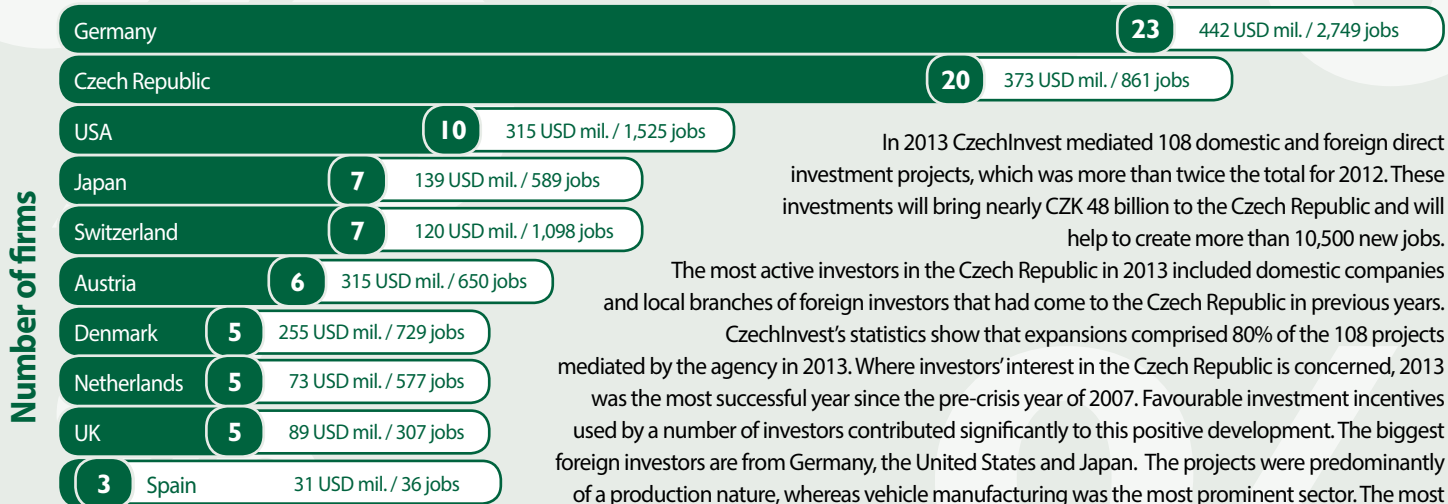 Number of firms
Germany 23 442 USD mil. / 2,749 jobs
Czech Republic 20 373 USD mil. / 861 jobs
USA 10 315 USD mil. / 1,525 jobs
Japan 7 139 USD mil. / 589 jobs
Switzerland 7 120 USD mil. / 1,098 jobs
Austria 6 315 USD mil. / 650 jobs
Denmark 5 255 USD mil. / 729 jobs
Netherlands 5 73 USD mil. / 577 jobs
UK 5 89 USD mil. / 307 jobs
3 Spain 31 USD mil. / 36 jobs
In 2013 CzechInvest mediated 108 domestic and foreign direct
investment projects, which was more than twice the total for 2012. These
investments will bring nearly CZK 48 billion to the Czech Republic and will
help to create more than 10,500 new jobs.
The most active investors in the Czech Republic in 2013 included domestic companies
and local branches of foreign investors that had come to the Czech Republic in previous years.
CzechInvest's statistics show that expansions comprised 80% of the 108 projects
mediated by the agency in 2013. Where investors' interest in the Czech Republic is concerned, 2013
was the most successful year since the pre-crisis year of 2007. Favourable investment incentives
used by a number of investors contributed significantly to this positive development. The biggest
foreign investors are from Germany, the United States and Japan. The projects were predominantly
of a production nature, whereas vehicle manufacturing was the most prominent sector. The most